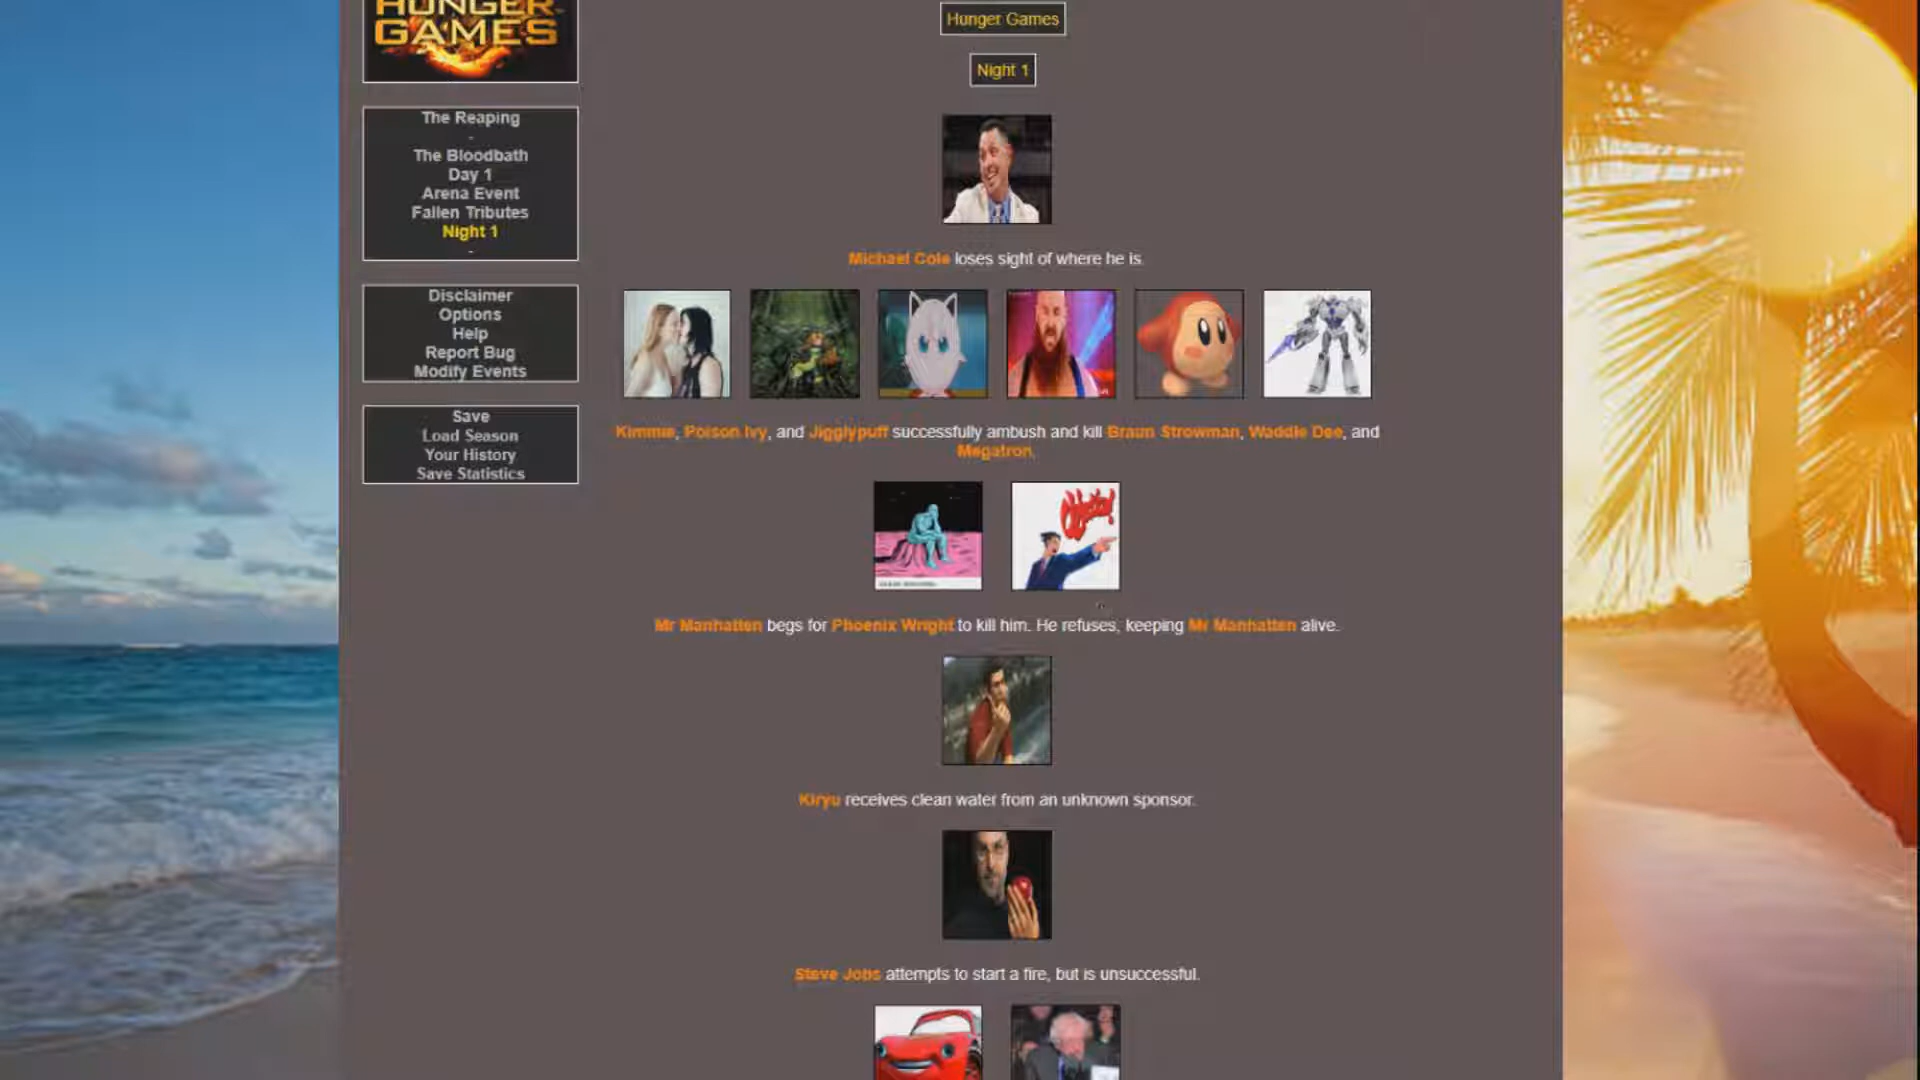 HUNGER
GAMES
The Reaping
-
The Bloodbath
Day 1
Arena Event
Fallen Tributes
Night 1
-
Disclaimer
Options
Help
Report Bug
Modify Events
Save
Load Season
Your History
Save Statistics
Hunger Games
Night 1
Michael Cole loses sight of where he is.
Kimmie, Poison Ivy, and Jigglypuff successfully ambush and kill Braun Strowman, Waddle Dee, and
Megatron.
Mr Manhatten begs for Phoenix Wright to kill him. He refuses, keeping Mr Manhatten alive.
Kiryu receives clean water from an unknown sponsor.
Steve Jobs attempts to start a fire, but is unsuccessful.